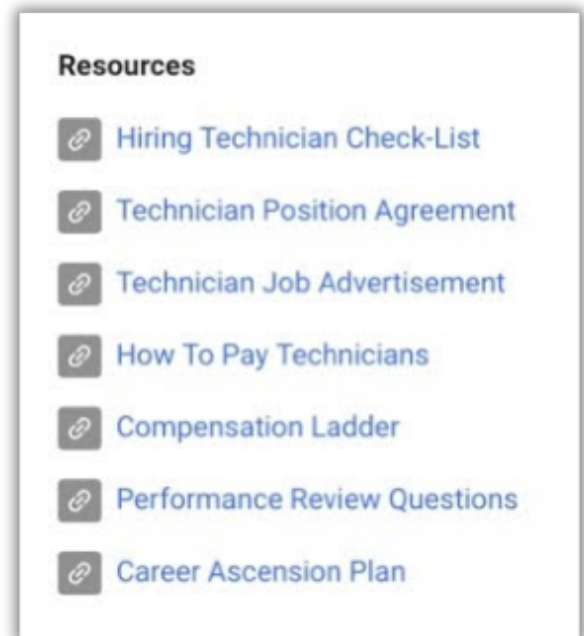 Resources
Hiring Technician Check-List
Technician Position Agreement
Technician Job Advertisement
How To Pay Technicians
Compensation Ladder
Performance Review Questions
Career Ascension Plan